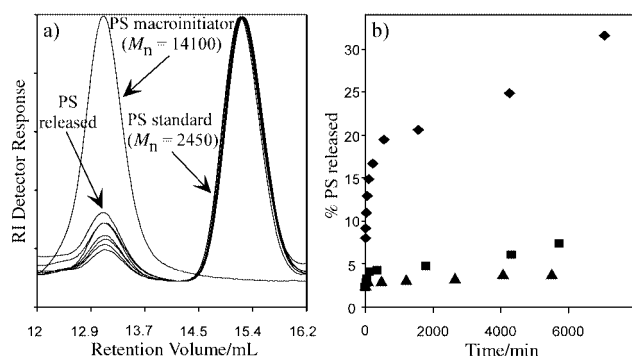 a)
PS macroinitiator
(Mn = 14100)
PS
released
PS standard
(Mn = 2450)
RI Detector Response
12 12.9 13.7 14.5 15.4 16.2
Retention Volume/mL
b)
% PS released
30
25
20
15
10
5
0
0 2000 4000 6000
Time/min